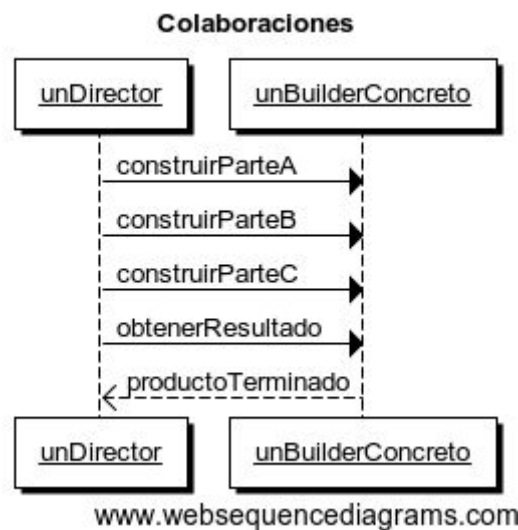 Colaboraciones
unDirector unBuilderConcreto
construirParteA
construirParteB
construirParteC
obtenerResultado
productoTerminado
unDirector unBuilderConcreto
www.websequencediagrams.com